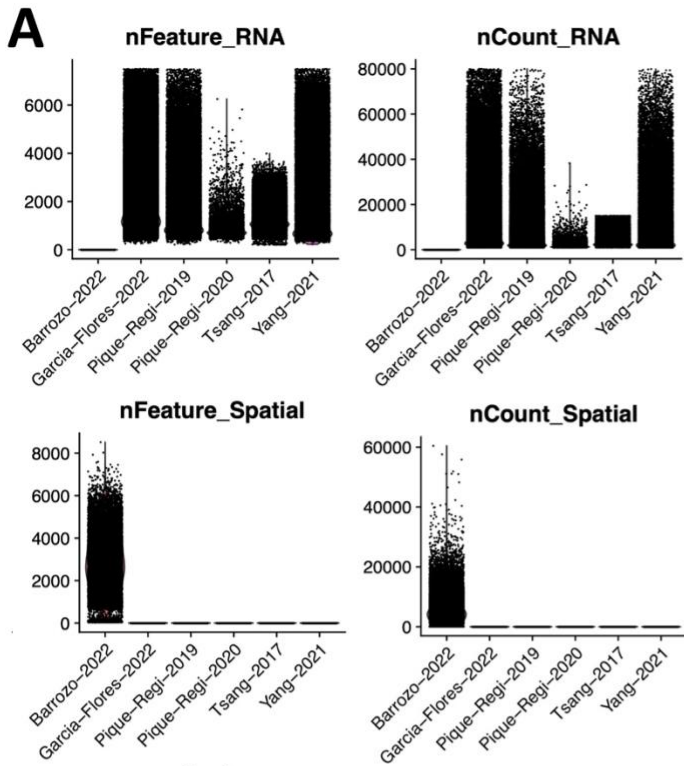 A
nFeature_RNA
6000
4000
2000
0
Barrozo-2022
Garcia-Flores-2022
Pique-Regi-2019
Pique-Regi-2020
Tsang-2017
Yang-2021
nCount_RNA
80000
60000
40000
20000
0
Barrozo-2022
Garcia-Flores-2022
Pique-Regi-2019
Pique-Regi-2020
Tsang-2017
Yang-2021
nFeature_Spatial
8000
6000
4000
2000
0
Barrozo-2022
Garcia-Flores-2022
Pique-Regi-2019
Pique-Regi-2020
Tsang-2017
Yang-2021
nCount_Spatial
60000
40000
20000
0
Barrozo-2022
Garcia-Flores-2022
Pique-Regi-2019
Pique-Regi-2020
Tsang-2017
Yang-2021